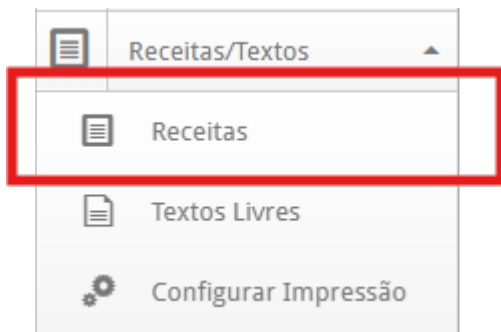 Receitas/Textos
Receitas
Textos Livres
Configurar Impressão